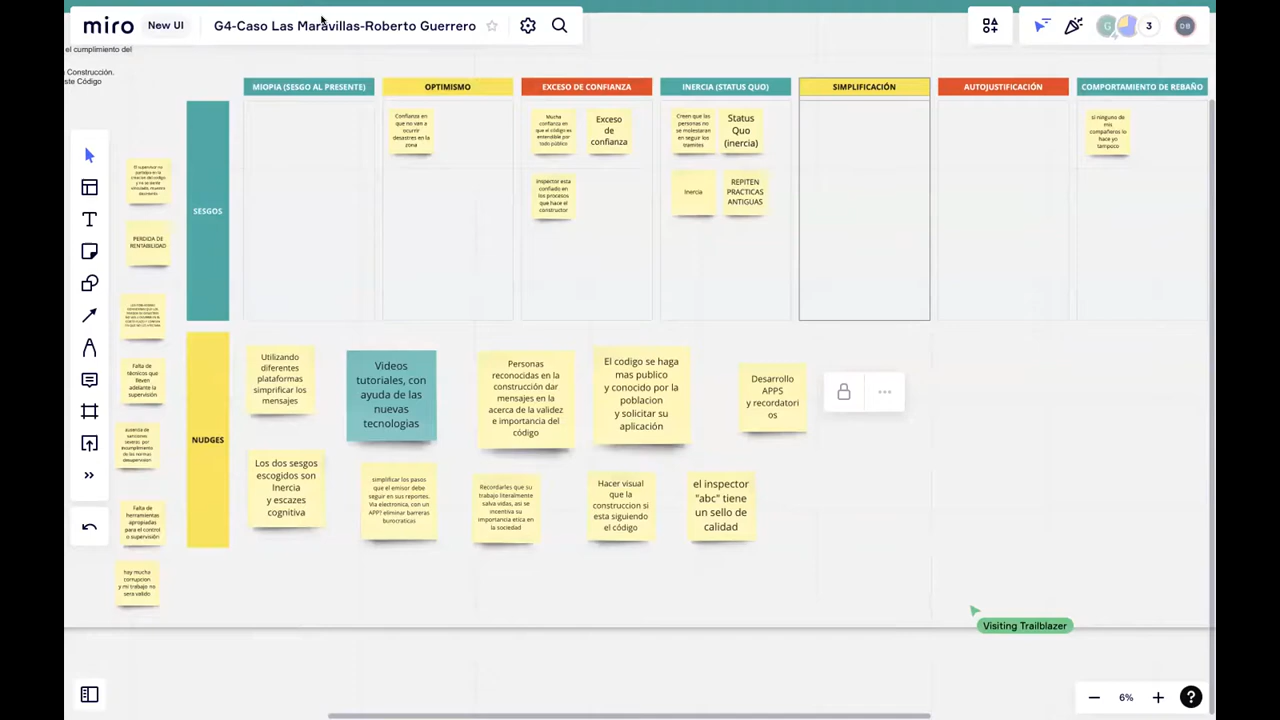 miro
New UI
G4-Caso Las Maravillas-Roberto Guerrero
3
DB
el cumplimiento del
Construcción.
ste Código
MIOPIA (SESGO AL PRESENTE)
OPTIMISMO
EXCESO DE CONFIANZA
INERCIA (STATUS QUO)
SIMPLIFICACIÓN
AUTOJUSTIFICACIÓN
COMPORTAMIENTO DE REBAÑO
SESGOS
Confianza en
que no van a
ocurrir
desastres en la
zona
Mucha
confianza en
que el código es
entendible por
todo público
Exceso
de
confianza
Inspector esta
confiado en
los procesos
que hace el
constructor
Creen que las
personas no
se molestaran
en seguir los
tramites
Status
Quo
(inercia)
Inercia
REPITEN
PRACTICAS
ANTIGUAS
si ninguno de
mis
compañeros lo
hace yo
tampoco
PERDIDA DE
RENTABILIDAD
Falta de
técnicos que
lleven
adelante la
supervisión
ausencia de
sanciones
severas por
incumplimiento
de las normas
desupervision
Falta de
herramientas
apropiadas
para el control
o supervisión
hay mucha
corrupcion
y mi trabajo no
sera valido
NUDGES
Utilizando
diferentes
plataformas
simprificar los
mensajes
Videos
tutoriales, con
ayuda de las
nuevas
tecnologias
Personas
reconocidas en la
construcción dar
mensajes en la
acerca de la validez
e importancia del
código
El codigo se haga
mas publico
y conocido por la
poblacion
y solicitar su
aplicación
Desarrollo
APPS
y recordatori
os
Los dos sesgos
escogidos son
Inercia
y escazes
cognitiva
simplificar los pasos
que el emisor debe
seguir en sus reportes.
Via electronica, con un
APP? eliminar barreras
burocraticas
Recordarles que su
trabajo literalmente
salva vidas, asi se
incentiva su
importancia etica en
la sociedad
Hacer visual
que la
construccion si
esta siguiendo
el código
el inspector
"abc" tiene
un sello de
calidad
Visiting Trailblazer
6%